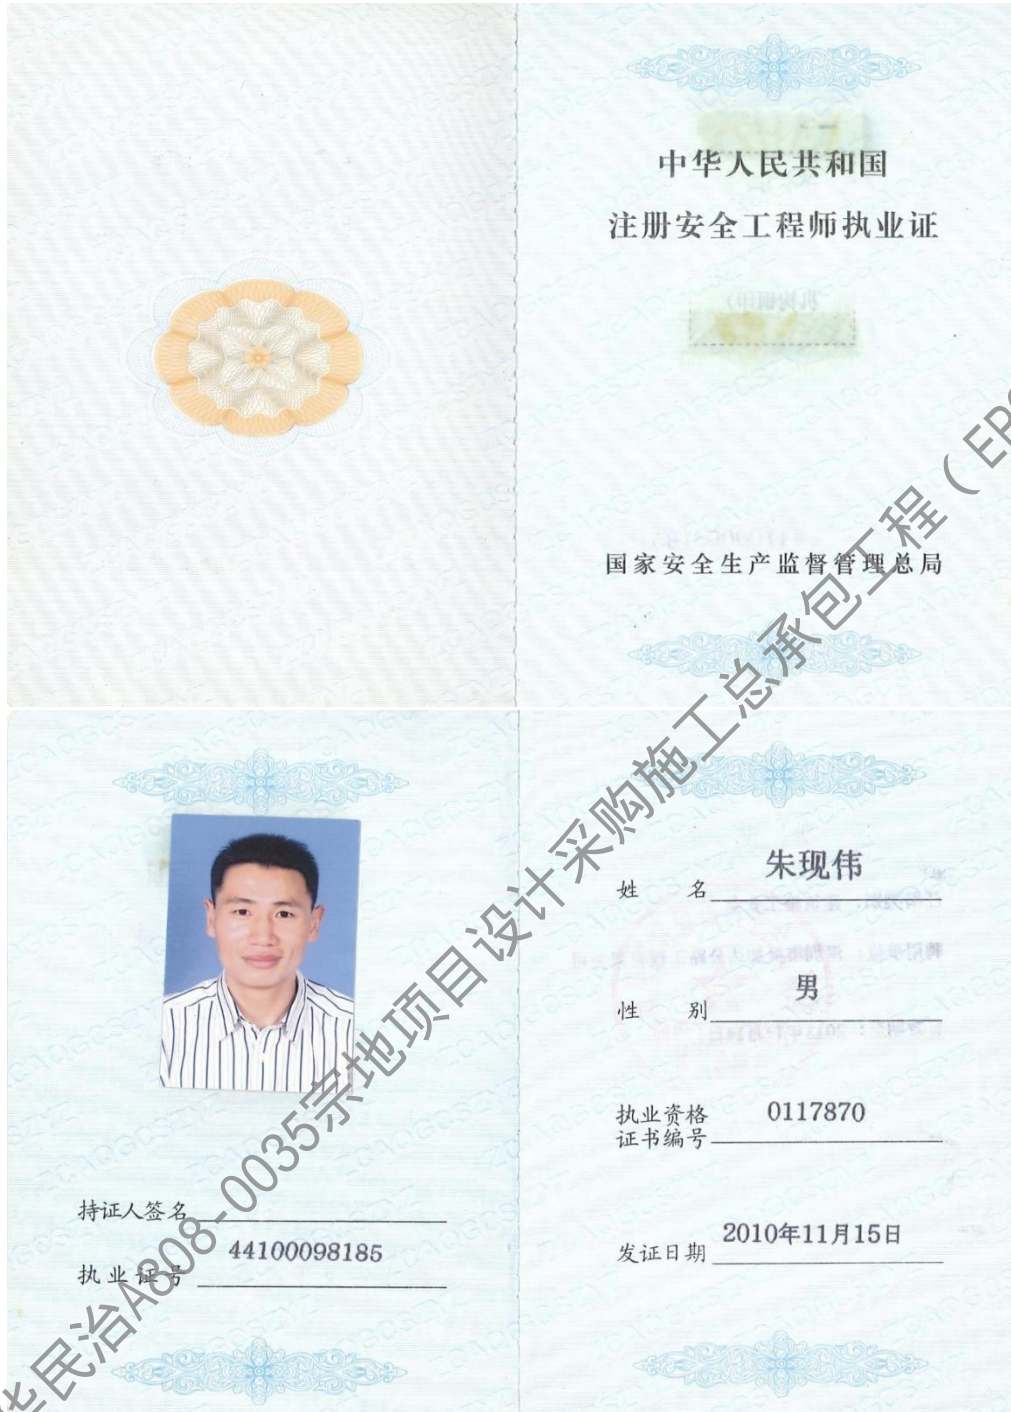 中华人民共和国
注册安全工程师执业证
国家安全生产监督管理总局
持证人签名
执业证号 44100098185
姓 名 朱现伟
性 别 男
执业资格
证书编号 0117870
发证日期 2010年11月15日
华民治A808-0035宗地项目设计采购施工总承包工程（EPC